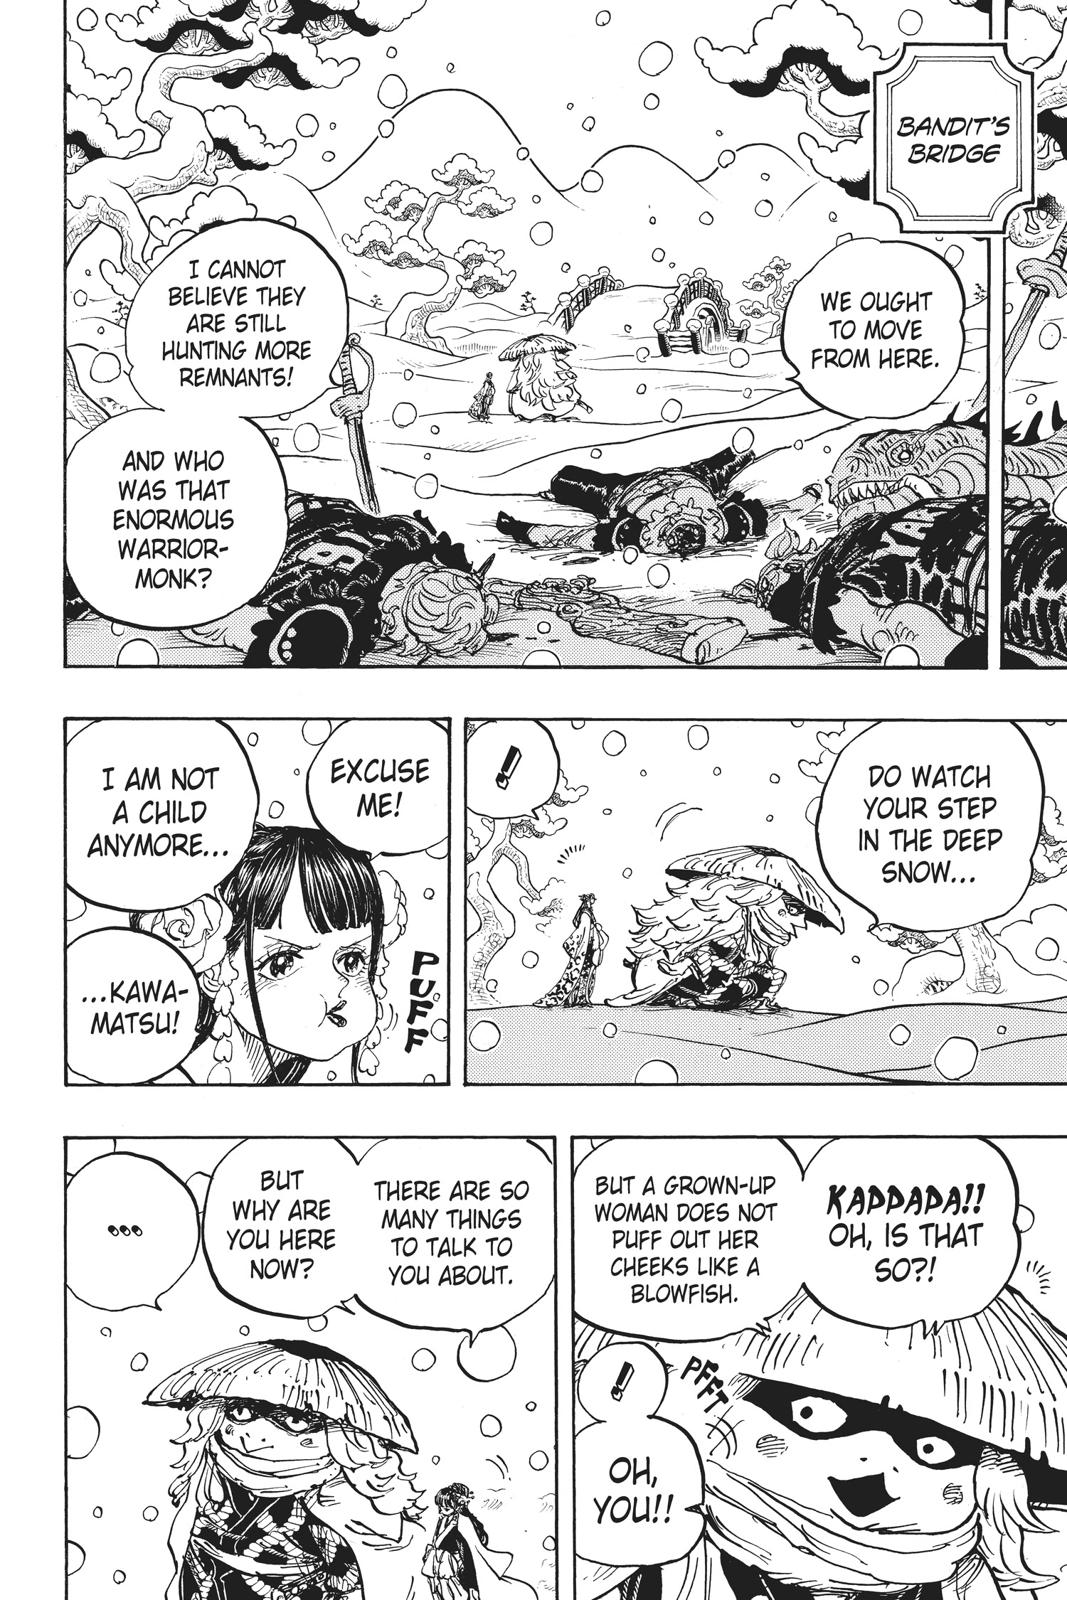 BANDIT'S
BRIDGE
WE OUGHT
TO MOVE
FROM HERE.
I CANNOT
BELIEVE THEY
ARE STILL
HUNTING MORE
REMNANTS!
AND WHO
WAS THAT
ENORMOUS
WARRIOR-
MONK?
DO WATCH
YOUR STEP
IN THE DEEP
SNOW...
!
EXCUSE
ME!
I AM NOT
A CHILD
ANYMORE...
...KAWA-
MATSU!
PUFF
KAPPAPA!!
OH, IS THAT
SO?!
BUT A GROWN-UP
WOMAN DOES NOT
PUFF OUT HER
CHEEKS LIKE A
BLOWFISH.
!
PFFT
OH,
YOU!!
THERE ARE SO
MANY THINGS
TO TALK TO
YOU ABOUT.
BUT
WHY ARE
YOU HERE
NOW?
...